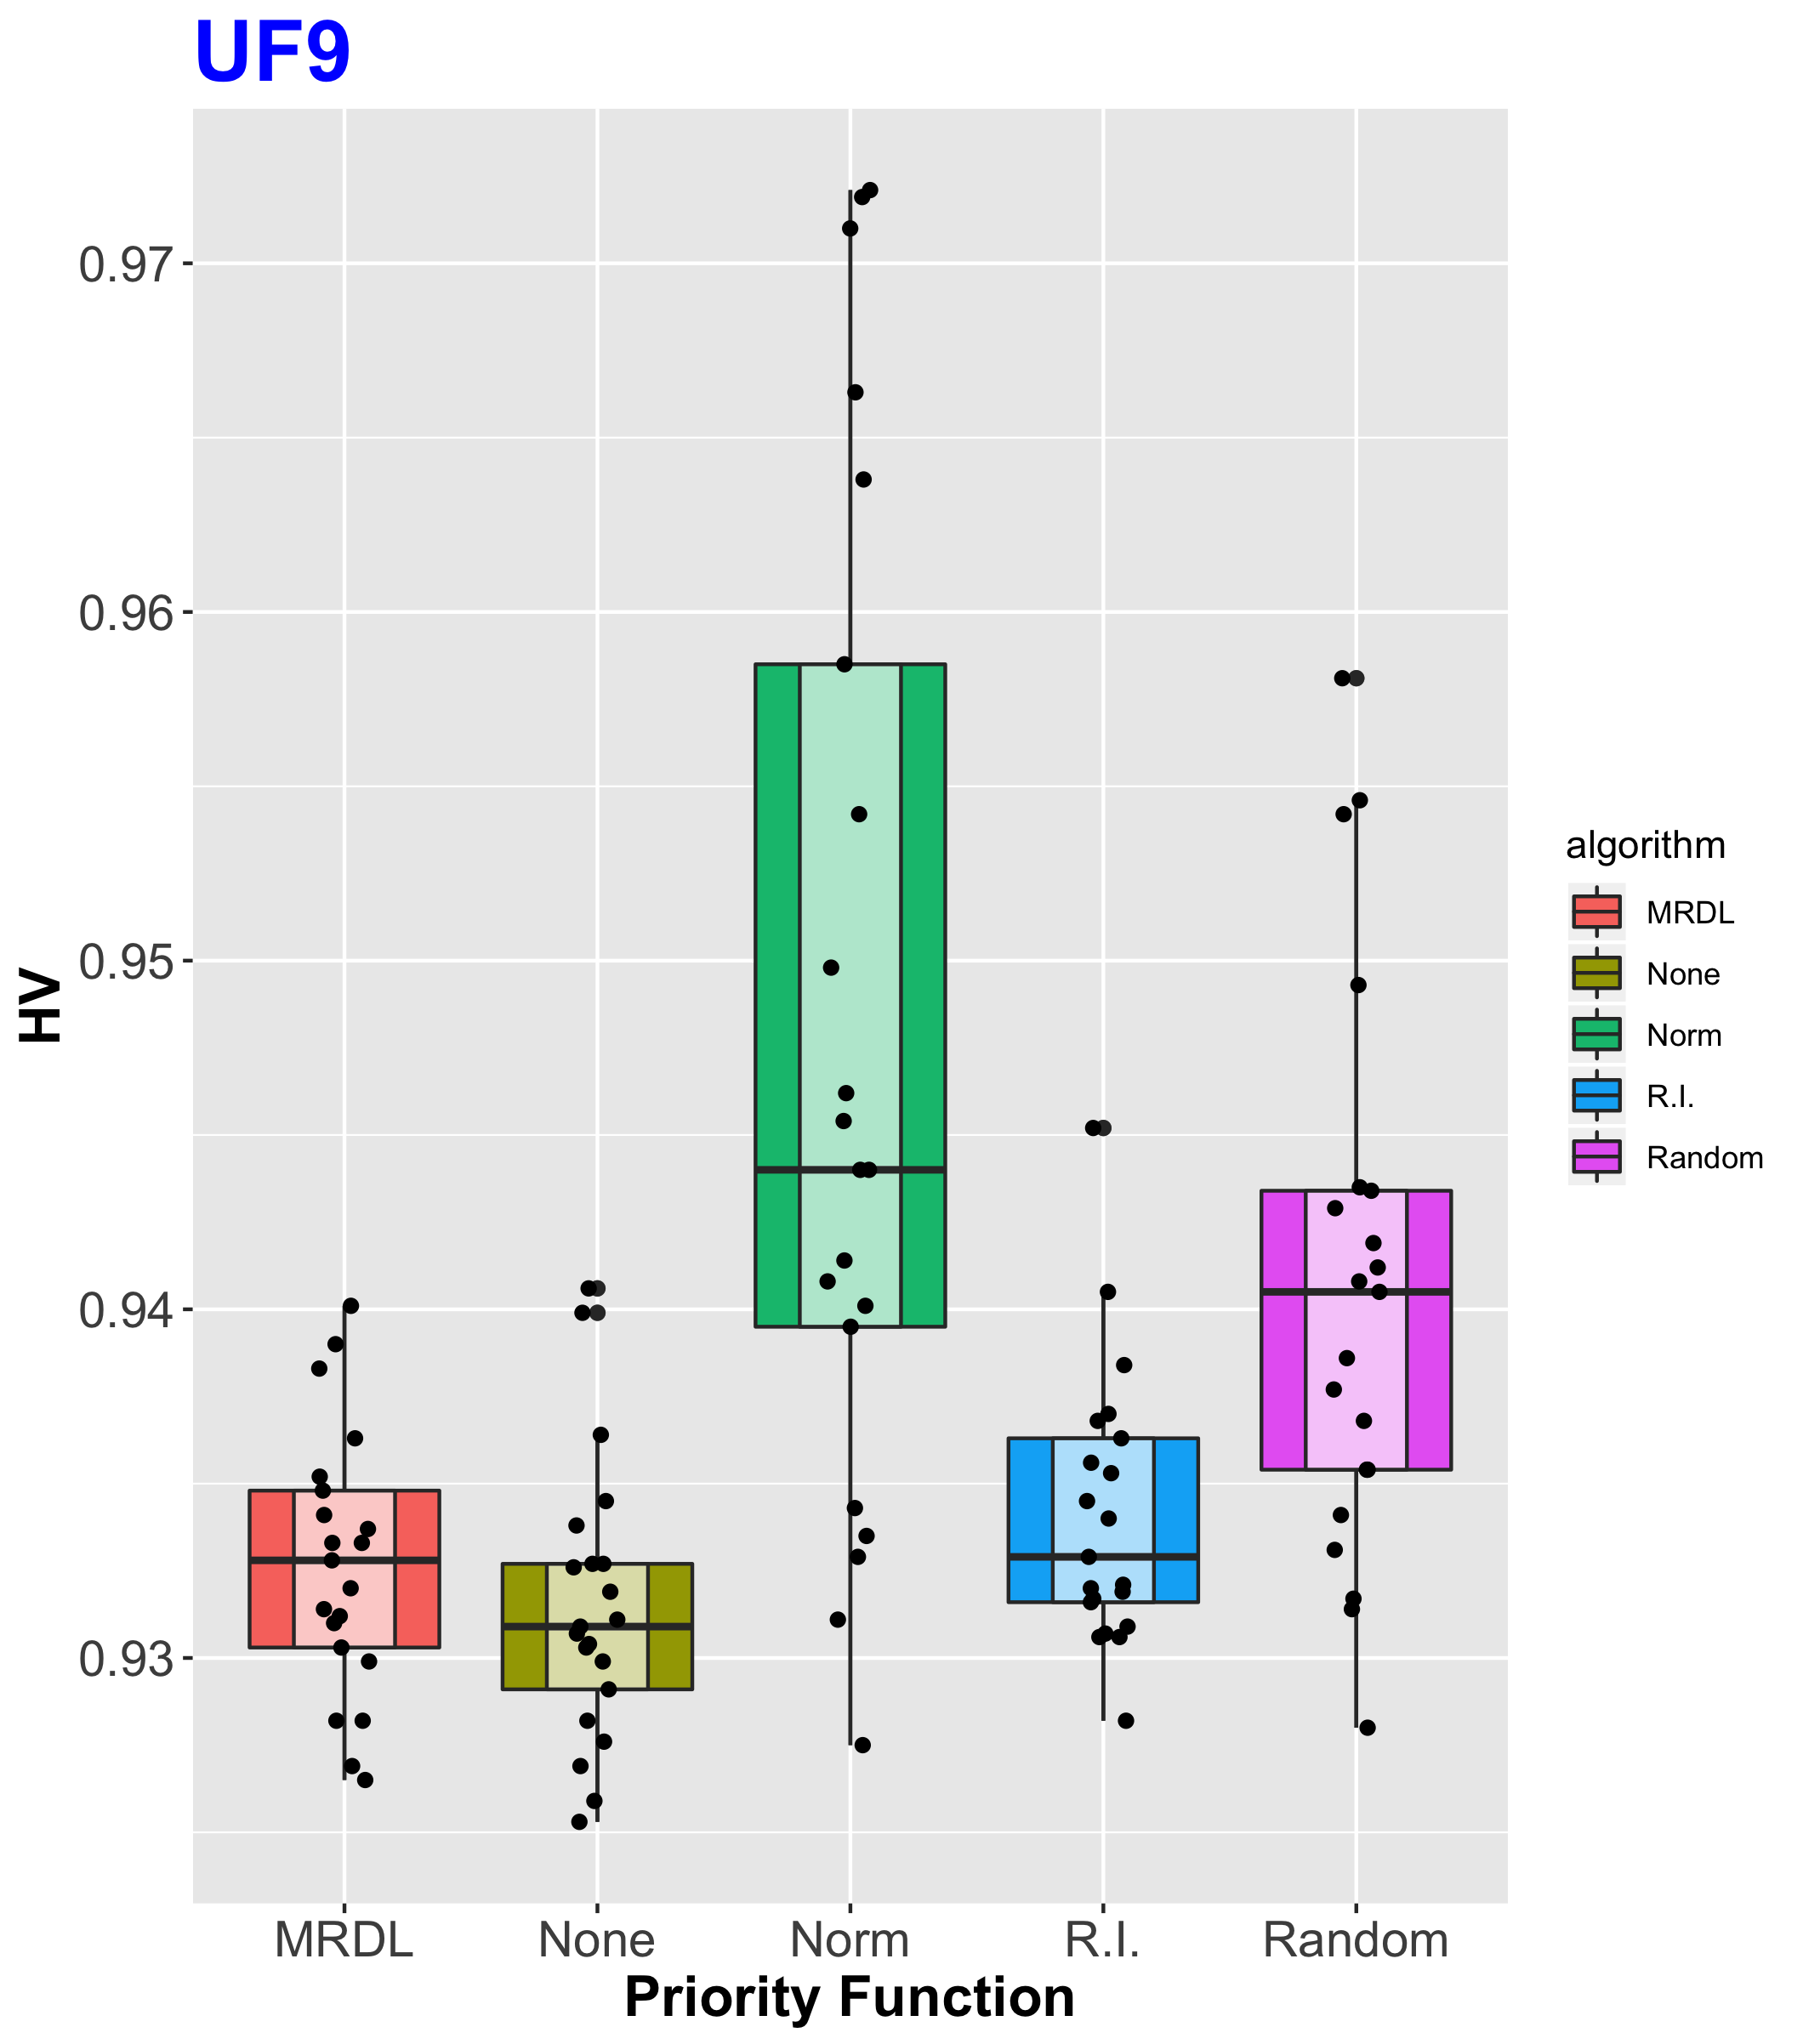 UF9
0.97
0.96
0.95
0.94
0.93
HV
MRDL None Norm R.I. Random
Priority Function
algorithm
MRDL
None
Norm
R.I.
Random